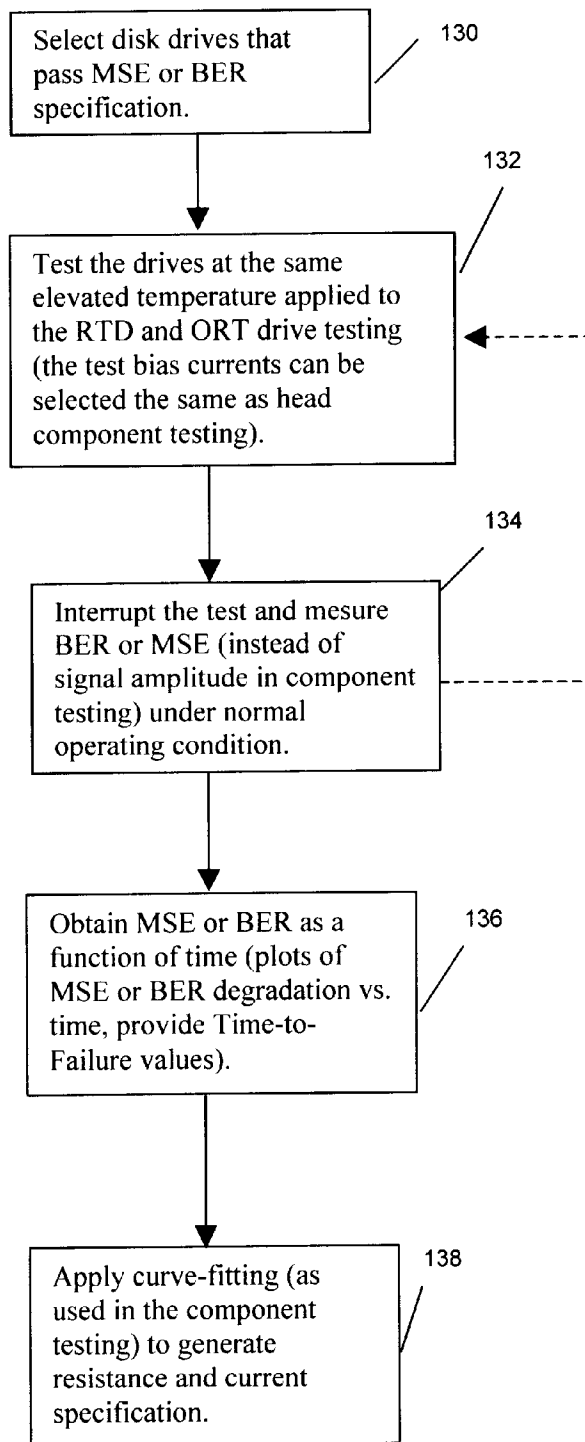 Select disk drives that
pass MSE or BER
specification.
130
132
Test the drives at the same
elevated temperature applied to
the RTD and ORT drive testing
(the test bias currents can be
selected the same as head
component testing).
134
Interrupt the test and mesure
BER or MSE (instead of
signal amplitude in component
testing) under normal
operating condition.
Obtain MSE or BER as a
function of time (plots of
MSE or BER degradation vs.
time, provide Time-to-
Failure values).
136
Apply curve-fitting (as
used in the component
testing) to generate
resistance and current
specification.
138